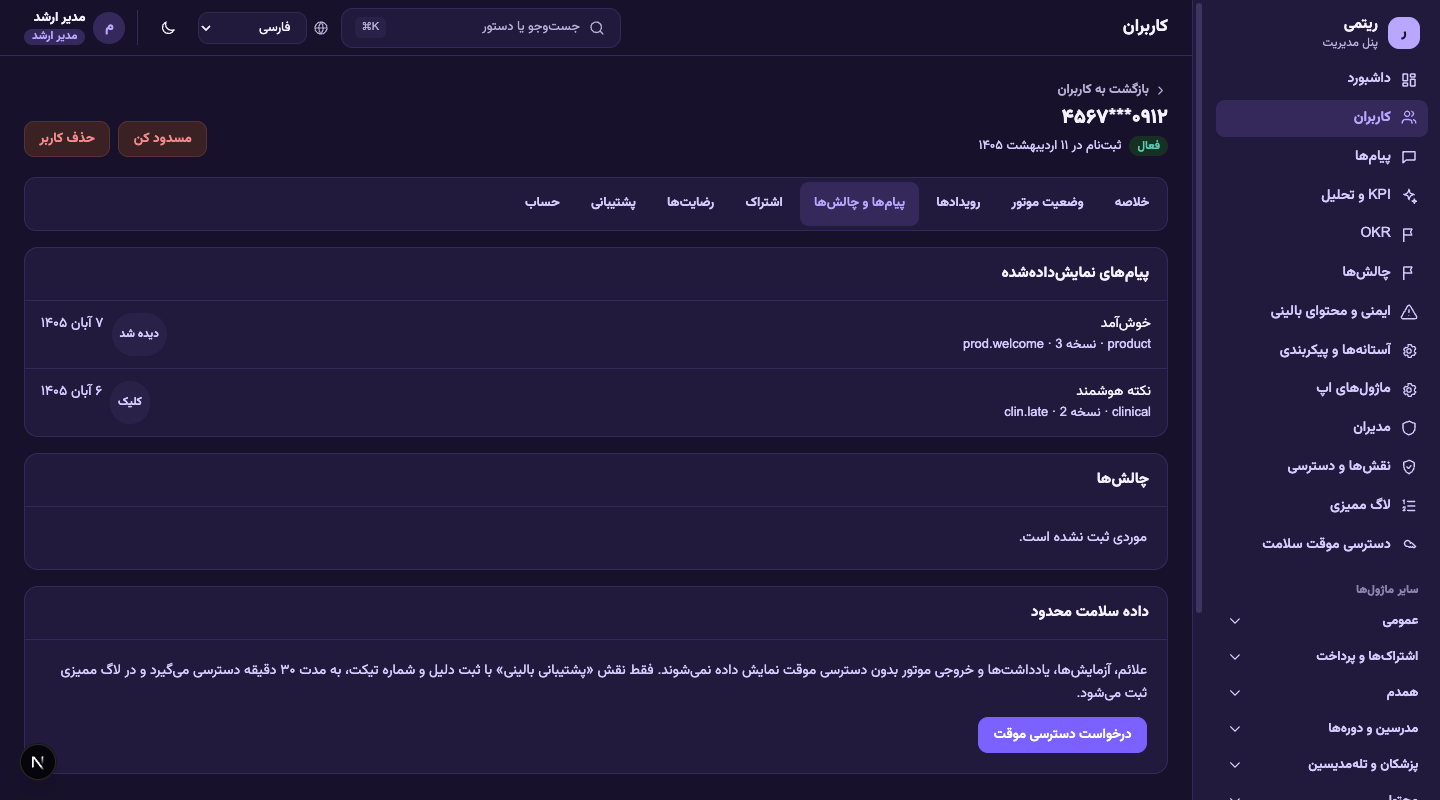 ر
ریتمی
پنل مدیریت
داشبورد
کاربران
پیام‌ها
KPI و تحلیل
OKR
چالش‌ها
ایمنی و محتوای بالینی
آستانه‌ها و پیکربندی
ماژول‌های اپ
مدیران
نقش‌ها و دسترسی
لاگ ممیزی
دسترسی موقت سلامت
سایر ماژول‌ها
عمومی
اشتراک‌ها و پرداخت
همدم
مدرسین و دوره‌ها
پزشکان و تله‌مدیسین
کاربران
جست‌وجو یا دستور
⌘K
فارسی
م
مدیر ارشد
مدیر ارشد
بازگشت به کاربران
۰۹۱۲***۴۵۶۷
فعال
ثبت‌نام در ۱۱ اردیبهشت ۱۴۰۵
مسدود کن
حذف کاربر
خلاصه
وضعیت موتور
رویدادها
پیام‌ها و چالش‌ها
اشتراک
رضایت‌ها
پشتیبانی
حساب
پیام‌های نمایش‌داده‌شده
خوش‌آمد
product · نسخه 3 · prod.welcome
دیده شد
۷ آبان ۱۴۰۵
نکته هوشمند
clinical · نسخه 2 · clin.late
کلیک
۶ آبان ۱۴۰۵
چالش‌ها
موردی ثبت نشده است.
داده سلامت محدود
علائم، آزمایش‌ها، یادداشت‌ها و خروجی موتور بدون دسترسی موقت نمایش داده نمی‌شوند. فقط نقش «پشتیبانی بالینی» با ثبت دلیل و شماره تیکت، به مدت ۳۰ دقیقه دسترسی می‌گیرد و در لاگ ممیزی
ثبت می‌شود.
درخواست دسترسی موقت
N